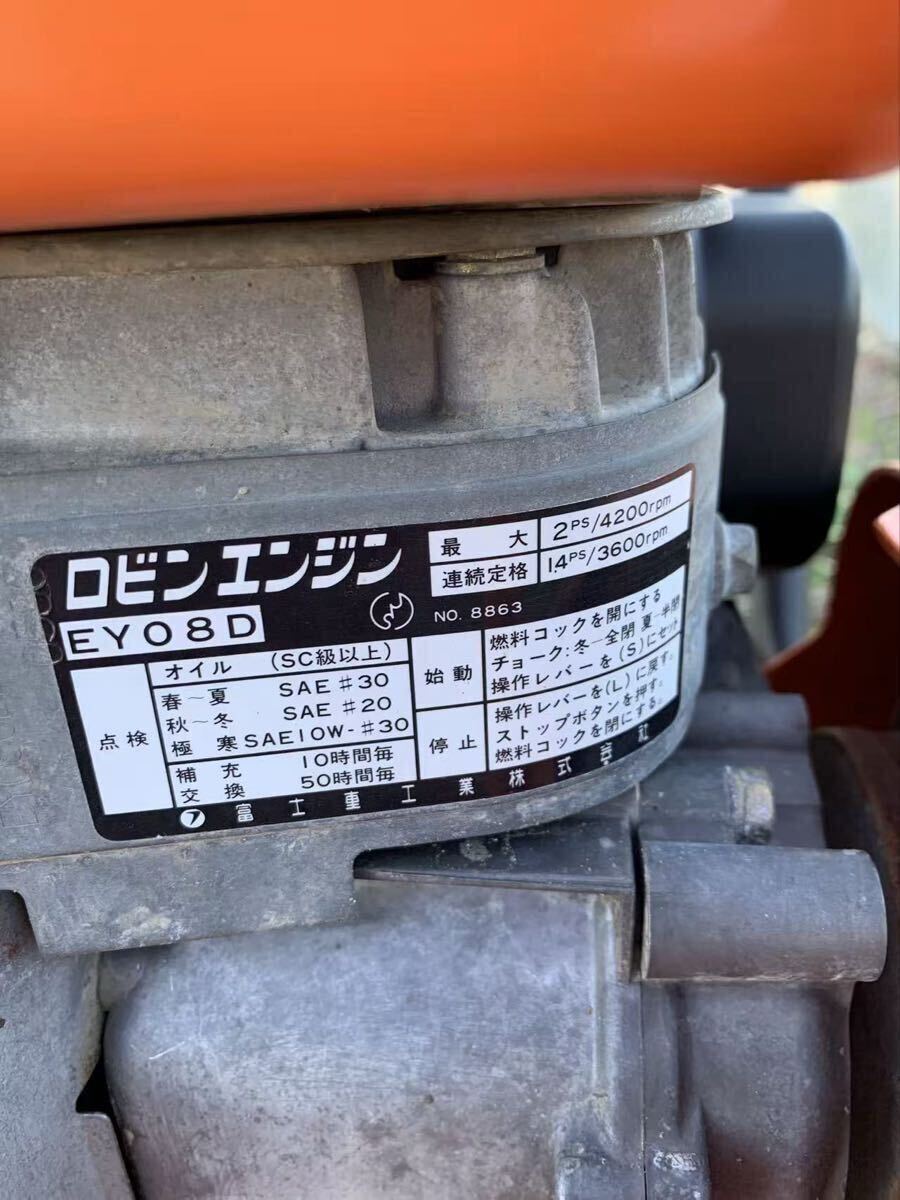 ロビンエンジン
EY08D
NO. 8863
最大 2PS/4200rpm
連続定格 1.4PS/3600rpm
点検
オイル (SC級以上)
春〜夏 SAE #30
秋〜冬 SAE #20
極寒 SAE10W-#30
補充 10時間毎
交換 50時間毎
始動
燃料コックを開にする
チョーク:冬−全閉 夏−半閉
操作レバーを(S)にセット
停止
操作レバーを(L)に戻す。
ストップボタンを押す。
燃料コックを閉にする。
富士重工業株式会社